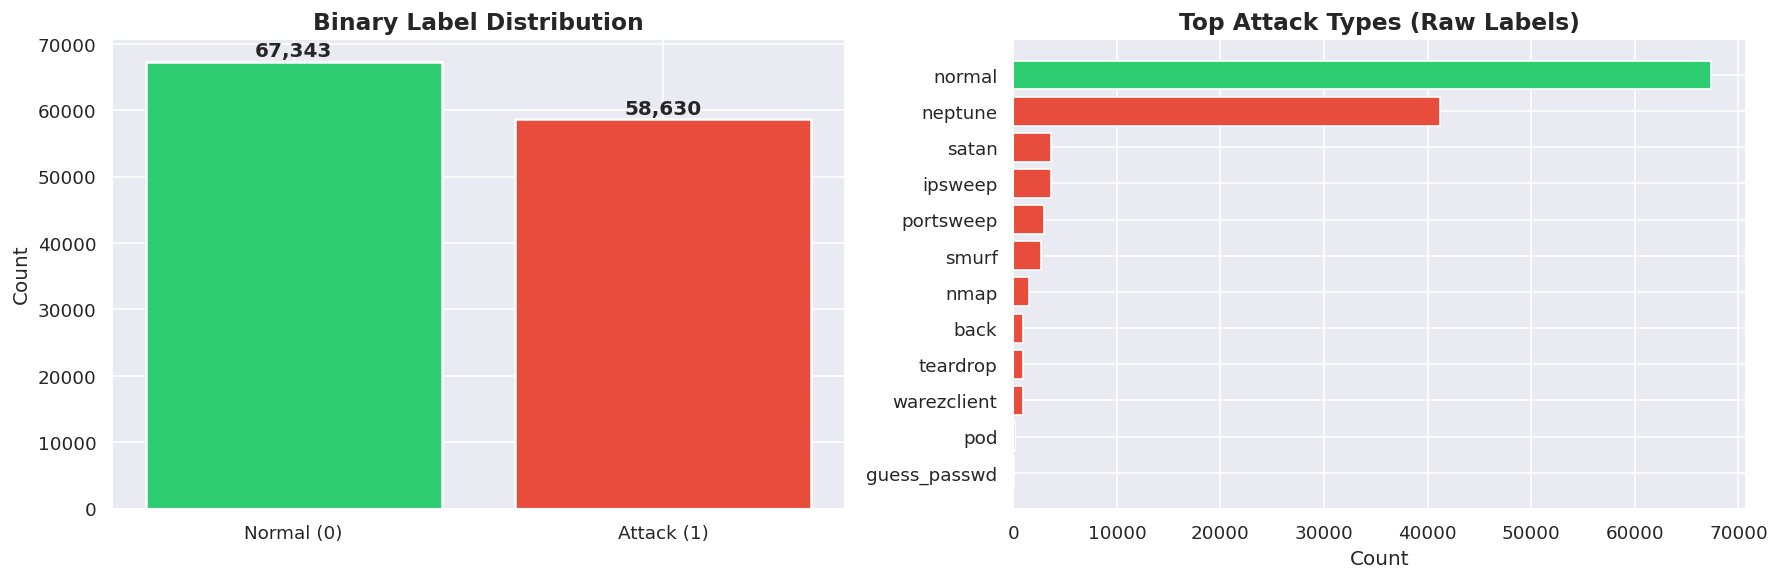 Binary Label Distribution
70000
60000
50000
40000
30000
20000
10000
0
Count
67,343
58,630
Normal (0)
Attack (1)
Top Attack Types (Raw Labels)
normal
neptune
satan
ipsweep
portsweep
smurf
nmap
back
teardrop
warezclient
pod
guess_passwd
0 10000 20000 30000 40000 50000 60000 70000
Count